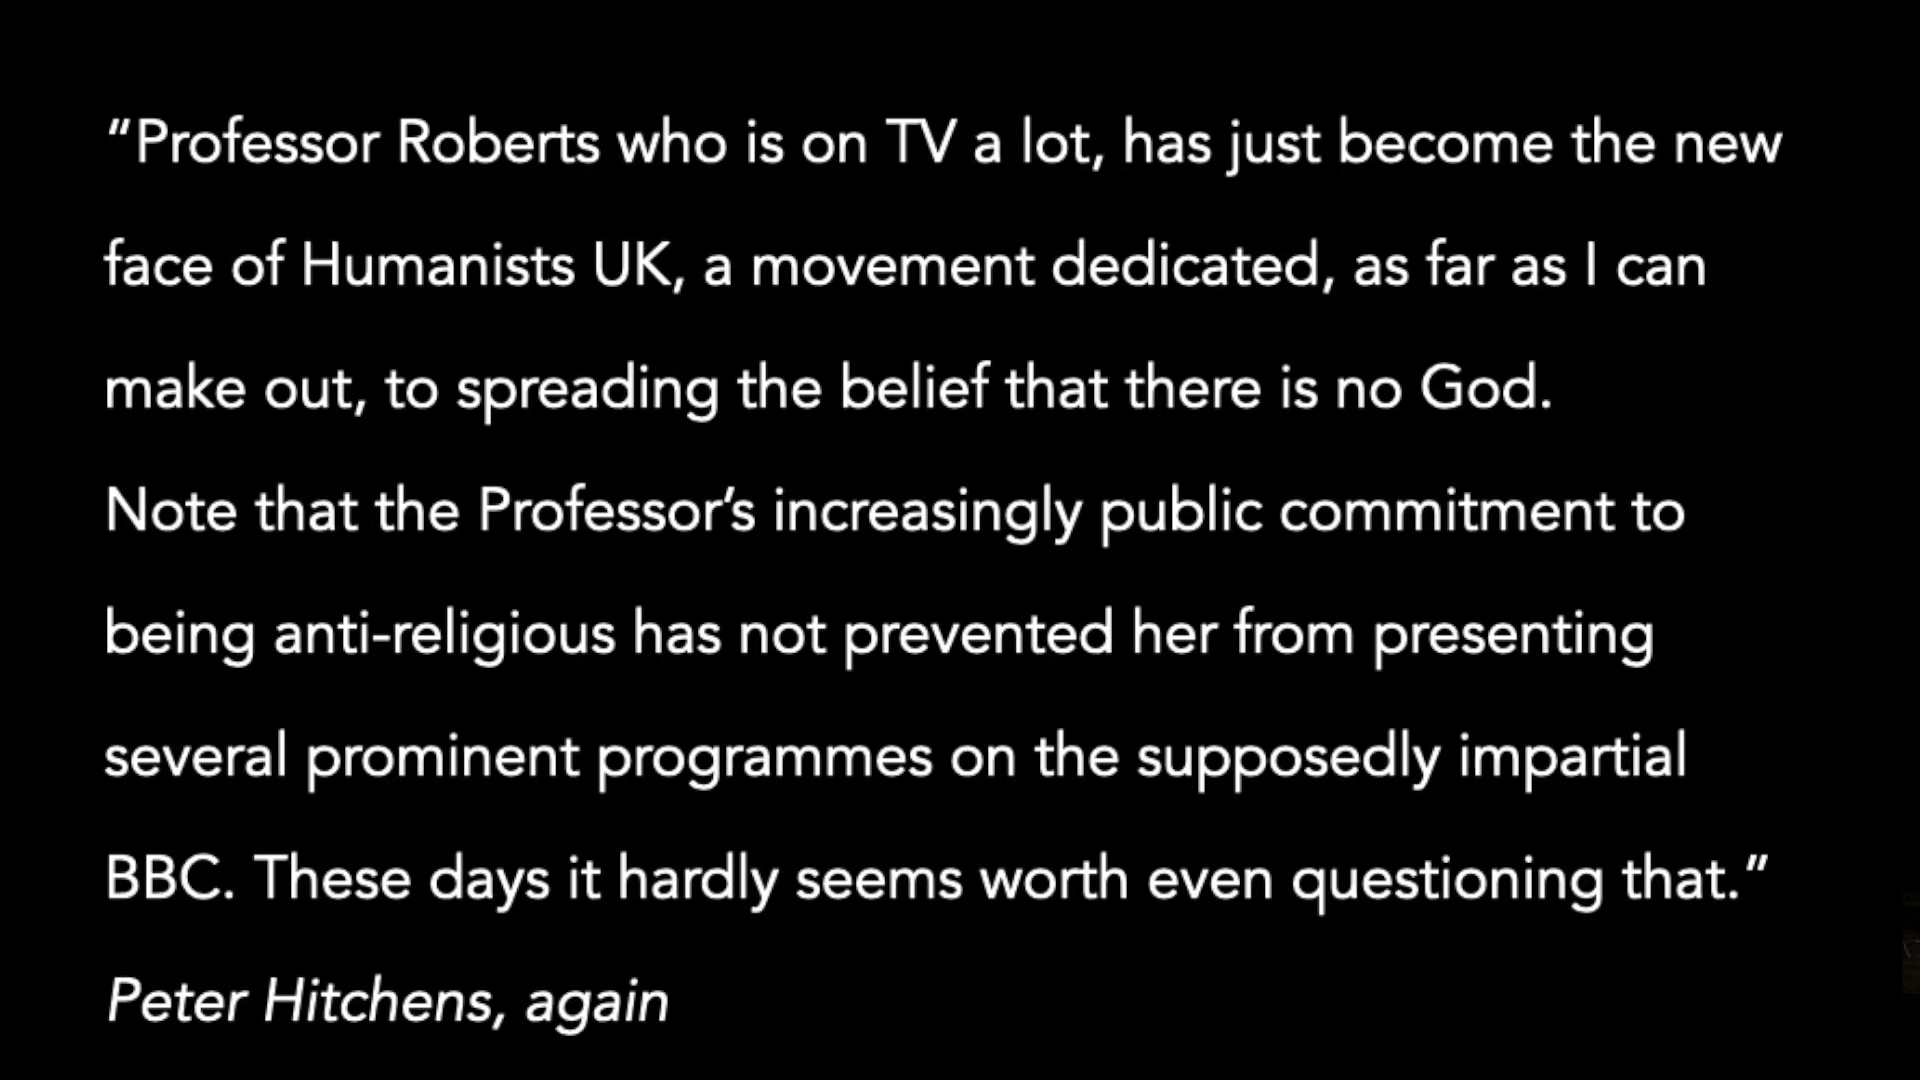 “Professor Roberts who is on TV a lot, has just become the new
face of Humanists UK, a movement dedicated, as far as I can
make out, to spreading the belief that there is no God.
Note that the Professor’s increasingly public commitment to
being anti-religious has not prevented her from presenting
several prominent programmes on the supposedly impartial
BBC. These days it hardly seems worth even questioning that.”
Peter Hitchens, again